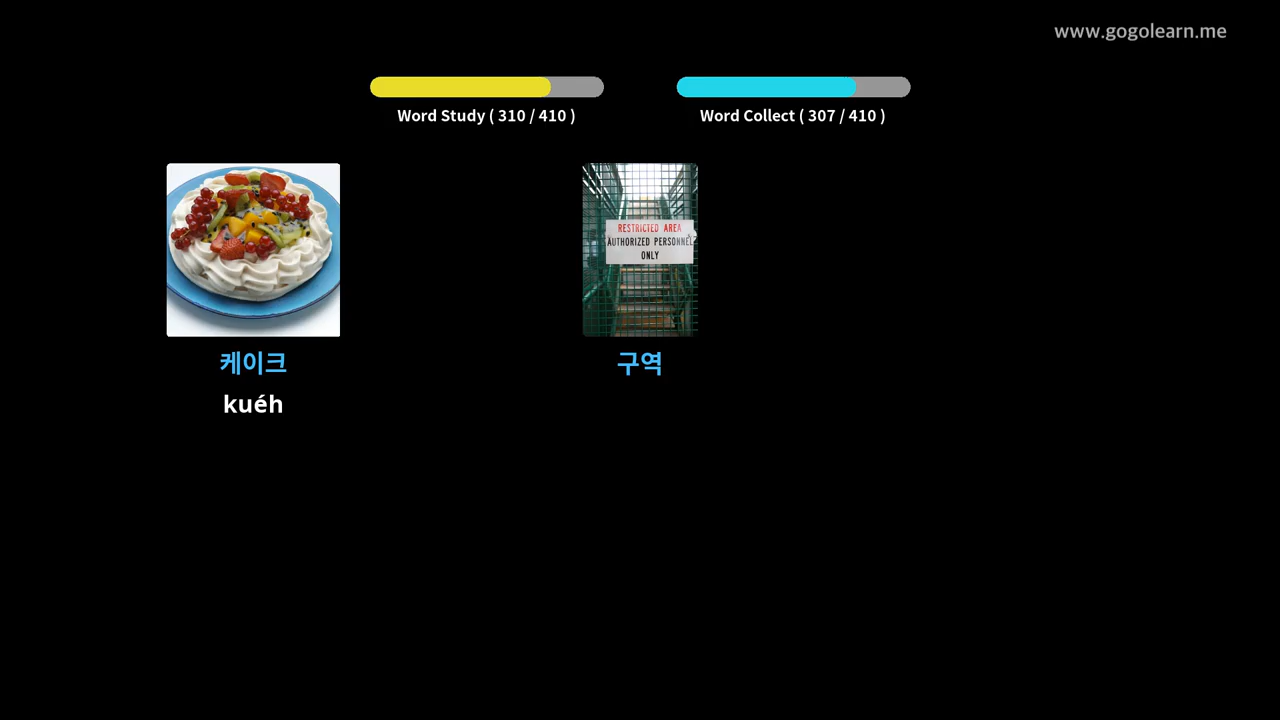 www.gogolearn.me
Word Study ( 310 / 410 )
Word Collect ( 307 / 410 )
RESTRICTED AREA
AUTHORIZED PERSONNEL
ONLY
케이크
구역
kuéh